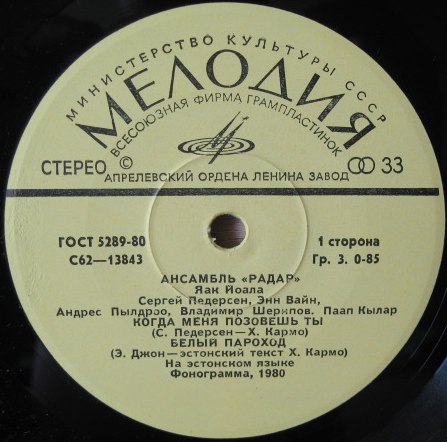 МИНИСТЕРСТВО КУЛЬТУРЫ СССР
МЕЛОДИЯ
ВСЕСОЮЗНАЯ ФИРМА ГРАМПЛАСТИНОК
СТЕРЕО © 33
АПРЕЛЕВСКИЙ ОРДЕНА ЛЕНИНА ЗАВОД
ГОСТ 5289-80 1 сторона
С62—13843 Гр. 3. 0-85
АНСАМБЛЬ «РАДАР»
Яак Йоала
Сергей Педерсен, Энн Вайн,
Андрес Пылдроо, Владимир Шерипов, Паап Кылар
КОГДА МЕНЯ ПОЗОВЕШЬ ТЫ
(С. Педерсен—Х. Кармо)
БЕЛЫЙ ПАРОХОД
(Э. Джон—эстонский текст Х. Кармо)
На эстонском языке
Фонограмма, 1980